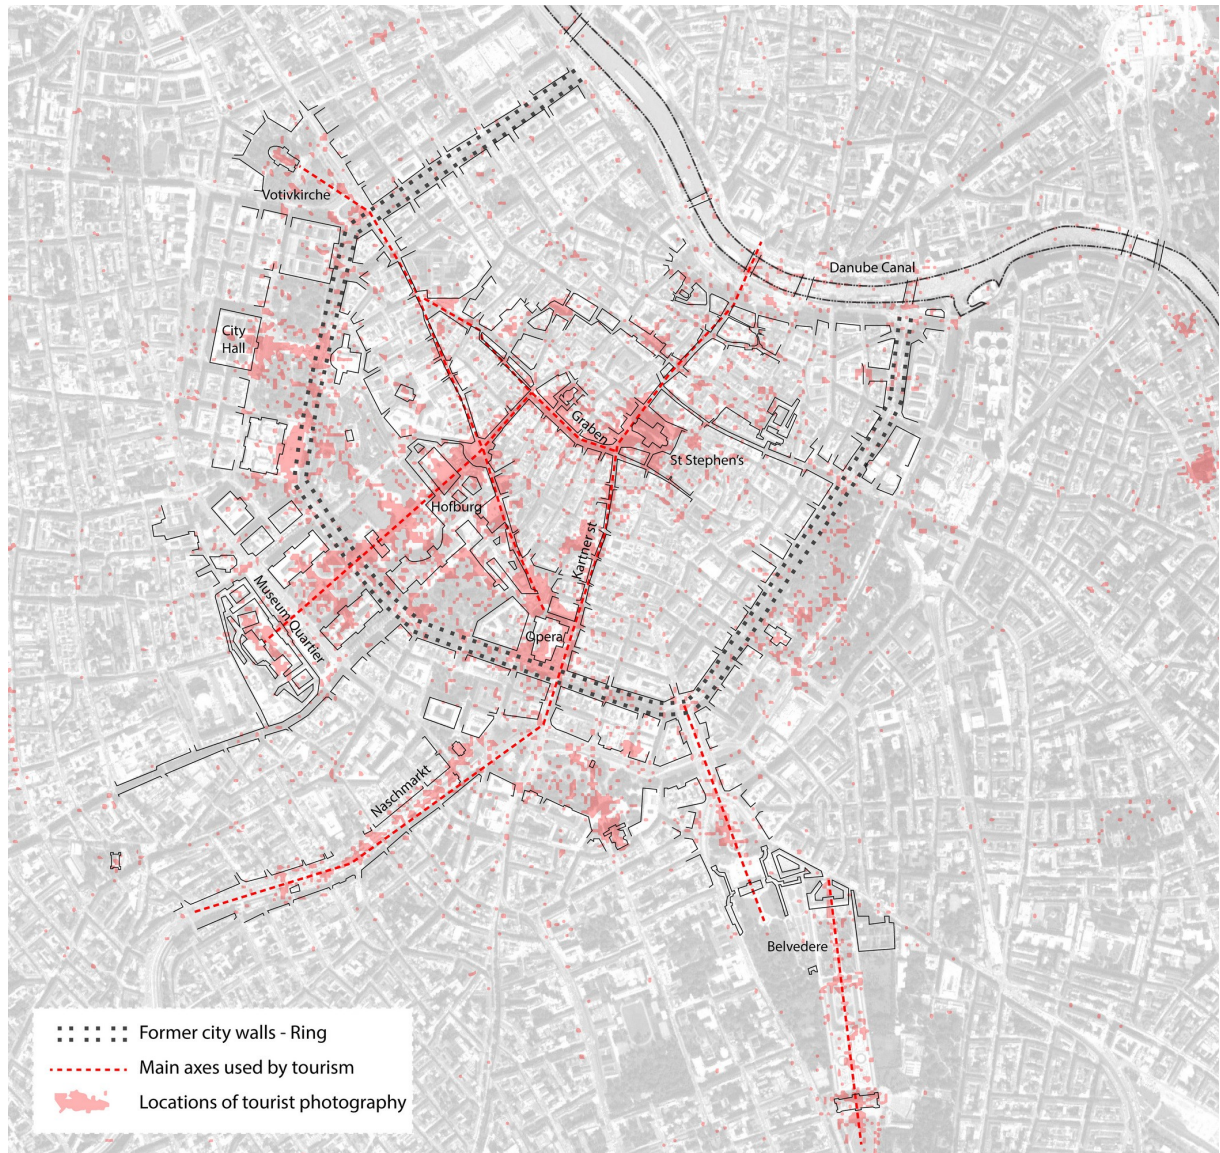 Votivkirche
Danube Canal
City
Hall
Graben
St Stephen's
Hofburg
Kartner st
Museum Quartier
Opera
Naschmarkt
Belvedere
Former city walls - Ring
Main axes used by tourism
Locations of tourist photography